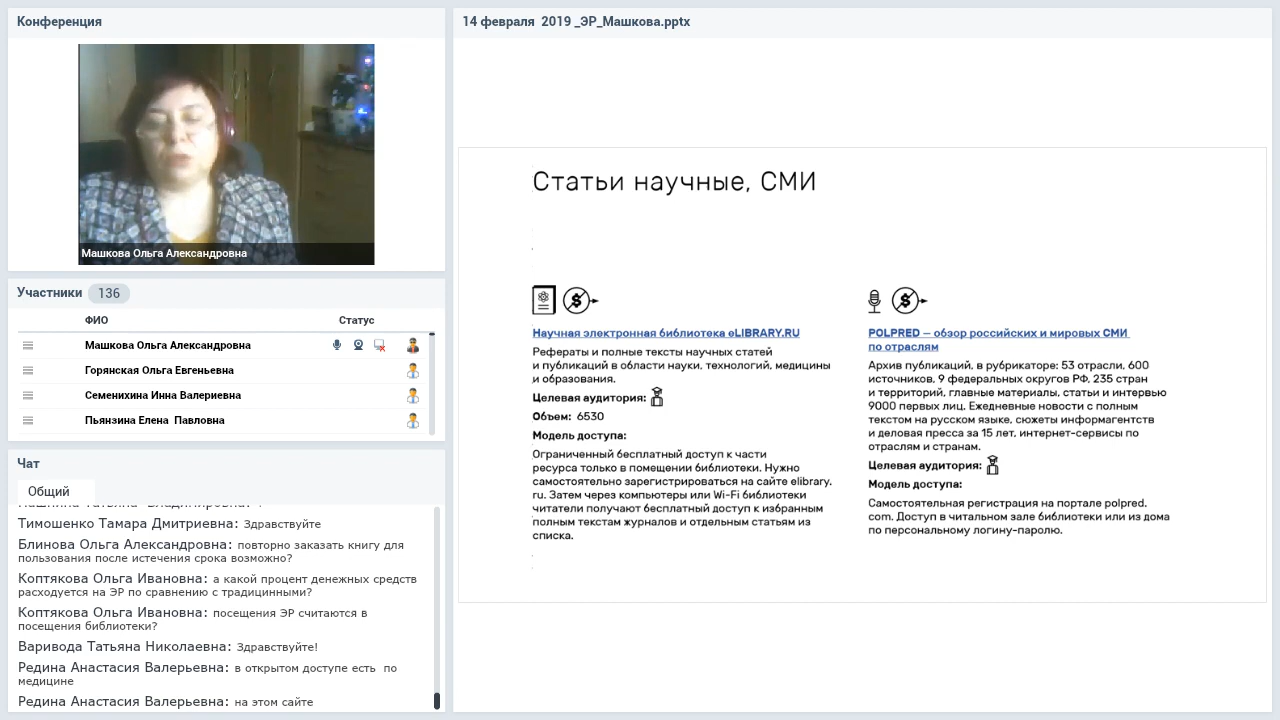 Конференция
Машкова Ольга Александровна
Участники 136
ФИО Статус
Машкова Ольга Александровна
Горянская Ольга Евгеньевна
Семенихина Инна Валериевна
Пьянзина Елена Павловна
Чат
Общий
Тимошенко Тамара Дмитриевна: Здравствуйте
Блинова Ольга Александровна: повторно заказать книгу для
пользования после истечения срока возможно?
Коптякова Ольга Ивановна: а какой процент денежных средств
расходуется на ЭР по сравнению с традицинными?
Коптякова Ольга Ивановна: посещения ЭР считаются в
посещения библиотеки?
Варивода Татьяна Николаевна: Здравствуйте!
Редина Анастасия Валерьевна: в открытом доступе есть по
медицине
Редина Анастасия Валерьевна: на этом сайте
14 февраля 2019 _ЭР_Машкова.pptx
Статьи научные, СМИ
Научная электронная библиотека eLIBRARY.RU
Рефераты и полные тексты научных статей
и публикаций в области науки, технологий, медицины
и образования.
Целевая аудитория:
Объем: 6530
Модель доступа:
Ограниченный бесплатный доступ к части
ресурса только в помещении библиотеки. Нужно
самостоятельно зарегистрироваться на сайте elibrary.
ru. Затем через компьютеры или Wi-Fi библиотеки
читатели получают бесплатный доступ к избранным
полным текстам журналов и отдельным статьям из
списка.
POLPRED – обзор российских и мировых СМИ
по отраслям
Архив публикаций, в рубрикаторе: 53 отрасли, 600
источников, 9 федеральных округов РФ, 235 стран
и территорий, главные материалы, статьи и интервью
9000 первых лиц. Ежедневные новости с полным
текстом на русском языке, сюжеты информагентств
и деловая пресса за 15 лет, интернет-сервисы по
отраслям и странам.
Целевая аудитория:
Модель доступа:
Самостоятельная регистрация на портале polpred.
com. Доступ в читальном зале библиотеки или из дома
по персональному логину-паролю.